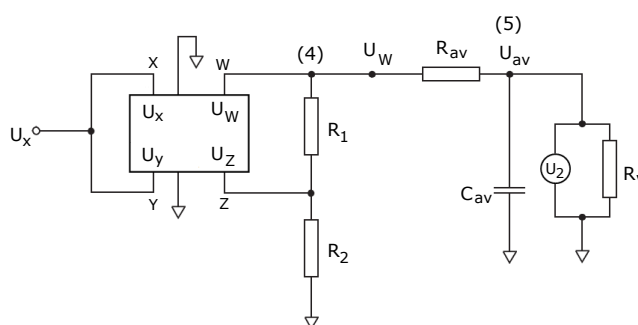 (5)
(4)
U_W
R_av
U_av
X
W
U_x
U_W
U_x
R_1
U_y
U_Z
U_2
C_av
Y
Z
R_2